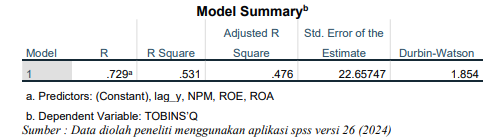 Model Summaryb
Adjusted R Std. Error of the
Model R R Square Square Estimate Durbin-Watson
1 .729a .531 .476 22.65747 1.854
a. Predictors: (Constant), lag_y, NPM, ROE, ROA
b. Dependent Variable: TOBINS'Q
Sumber : Data diolah peneliti menggunakan aplikasi spss versi 26 (2024)